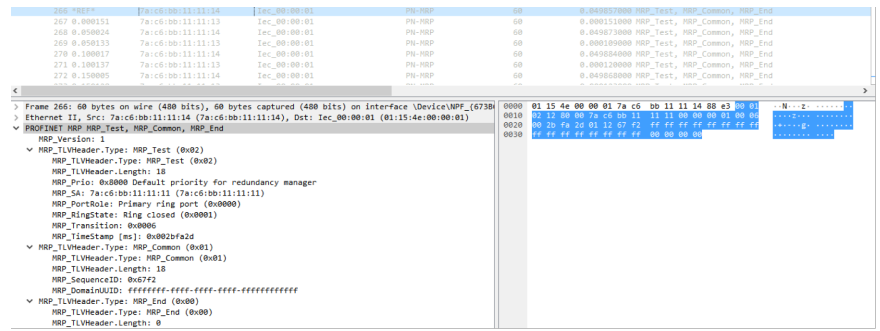 266 *REF* 7a:c6:bb:11:11:14 Iec_00:00:01 PN-MRP 60 0.049857000 MRP_Test, MRP_Common, MRP_End
267 0.000151 7a:c6:bb:11:11:13 Iec_00:00:01 PN-MRP 60 0.000151000 MRP_Test, MRP_Common, MRP_End
268 0.050024 7a:c6:bb:11:11:14 Iec_00:00:01 PN-MRP 60 0.049873000 MRP_Test, MRP_Common, MRP_End
269 0.050133 7a:c6:bb:11:11:13 Iec_00:00:01 PN-MRP 60 0.000109000 MRP_Test, MRP_Common, MRP_End
270 0.100017 7a:c6:bb:11:11:14 Iec_00:00:01 PN-MRP 60 0.049884000 MRP_Test, MRP_Common, MRP_End
271 0.100137 7a:c6:bb:11:11:13 Iec_00:00:01 PN-MRP 60 0.000120000 MRP_Test, MRP_Common, MRP_End
272 0.150005 7a:c6:bb:11:11:14 Iec_00:00:01 PN-MRP 60 0.049868000 MRP_Test, MRP_Common, MRP_End
Frame 266: 60 bytes on wire (480 bits), 60 bytes captured (480 bits) on interface \Device\NPF_{673B
Ethernet II, Src: 7a:c6:bb:11:11:14 (7a:c6:bb:11:11:14), Dst: Iec_00:00:01 (01:15:4e:00:00:01)
PROFINET MRP MRP_Test, MRP_Common, MRP_End
MRP_Version: 1
MRP_TLVHeader.Type: MRP_Test (0x02)
MRP_TLVHeader.Type: MRP_Test (0x02)
MRP_TLVHeader.Length: 18
MRP_Prio: 0x8000 Default priority for redundancy manager
MRP_SA: 7a:c6:bb:11:11:11 (7a:c6:bb:11:11:11)
MRP_PortRole: Primary ring port (0x0000)
MRP_RingState: Ring closed (0x0001)
MRP_Transition: 0x0006
MRP_TimeStamp [ms]: 0x002bfa2d
MRP_TLVHeader.Type: MRP_Common (0x01)
MRP_TLVHeader.Type: MRP_Common (0x01)
MRP_TLVHeader.Length: 18
MRP_SequenceID: 0x67f2
MRP_DomainUUID: ffffffff-ffff-ffff-ffff-ffffffffffff
MRP_TLVHeader.Type: MRP_End (0x00)
MRP_TLVHeader.Type: MRP_End (0x00)
MRP_TLVHeader.Length: 0
0000 01 15 4e 00 00 01 7a c6 bb 11 11 14 88 e3 00 01 ··N···z· ········
0010 02 12 80 00 7a c6 bb 11 11 11 00 00 00 01 00 06 ····z··· ········
0020 00 2b fa 2d 01 12 67 f2 ff ff ff ff ff ff ff ff ·+·-··g· ········
0030 ff ff ff ff ff ff ff ff 00 00 00 00 ········ ····